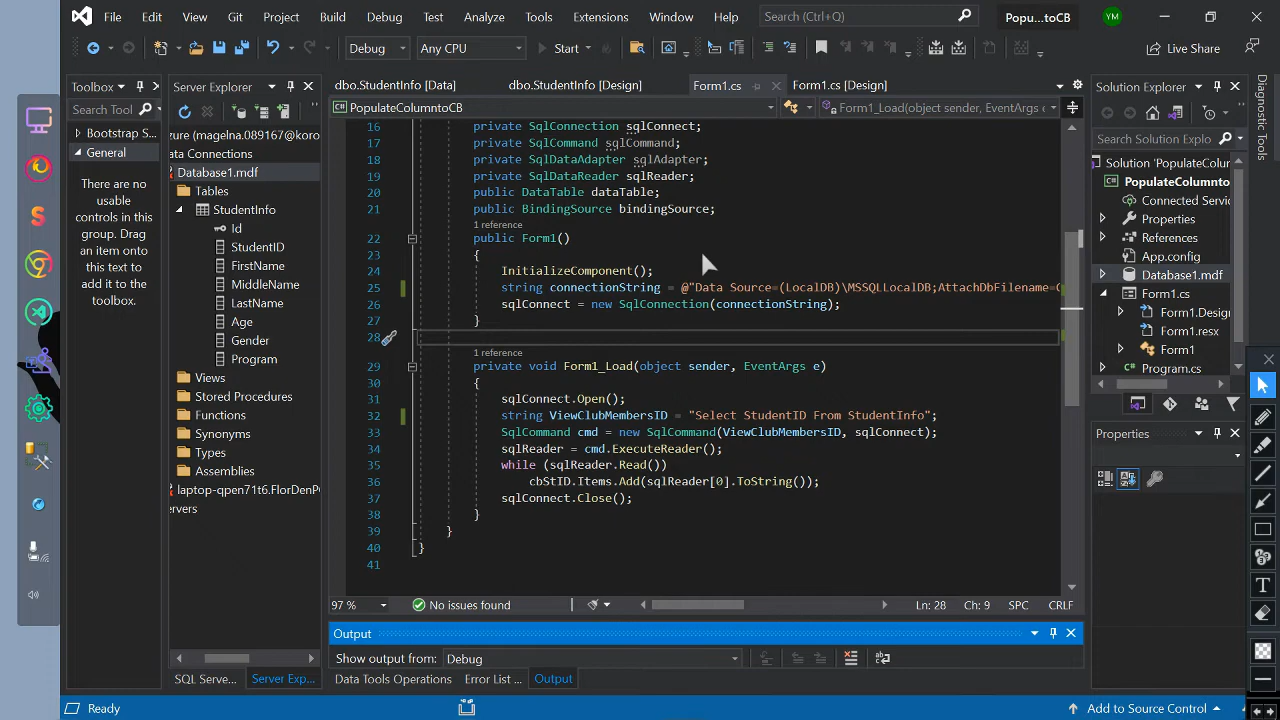 File Edit View Git Project Build Debug Test Analyze Tools Extensions Window Help Search (Ctrl+Q) Popu...toCB YM
Debug Any CPU Start Live Share
Toolbox
Search Tool
Bootstrap S...
General
There are no
usable
controls in this
group. Drag
an item onto
this text to
add it to the
toolbox.
Server Explorer
zure (magelna.089167@koro
ata Connections
Database1.mdf
Tables
StudentInfo
Id
StudentID
FirstName
MiddleName
LastName
Age
Gender
Program
Views
Stored Procedures
Functions
Synonyms
Types
Assemblies
laptop-qpen71t6.FlorDenPC
ervers
SQL Serve... Server Exp...
dbo.StudentInfo [Data] dbo.StudentInfo [Design] Form1.cs Form1.cs [Design]
PopulateColumntoCB Form1_Load(object sender, EventArgs e)
16 private SqlConnection sqlConnect;
17 private SqlCommand sqlCommand;
18 private SqlDataAdapter sqlAdapter;
19 private SqlDataReader sqlReader;
20 public DataTable dataTable;
21 public BindingSource bindingSource;
1 reference
22 public Form1()
23 {
24 InitializeComponent();
25 string connectionString = @"Data Source=(LocalDB)\MSSQLLocalDB;AttachDbFilename=C
26 sqlConnect = new SqlConnection(connectionString);
27 }
28
1 reference
29 private void Form1_Load(object sender, EventArgs e)
30 {
31 sqlConnect.Open();
32 string ViewClubMembersID = "Select StudentID From StudentInfo";
33 SqlCommand cmd = new SqlCommand(ViewClubMembersID, sqlConnect);
34 sqlReader = cmd.ExecuteReader();
35 while (sqlReader.Read())
36 cbStID.Items.Add(sqlReader[0].ToString());
37 sqlConnect.Close();
38 }
39 }
40 }
41
97 % No issues found Ln: 28 Ch: 9 SPC CRLF
Output
Show output from: Debug
Data Tools Operations Error List ... Output
Solution Explorer
Search Solution Explo
Solution 'PopulateColur
PopulateColumnto
Connected Servic
Properties
References
App.config
Database1.mdf
Form1.cs
Form1.Design
Form1.resx
Form1
Program.cs
Properties
Diagnostic Tools
Ready Add to Source Control